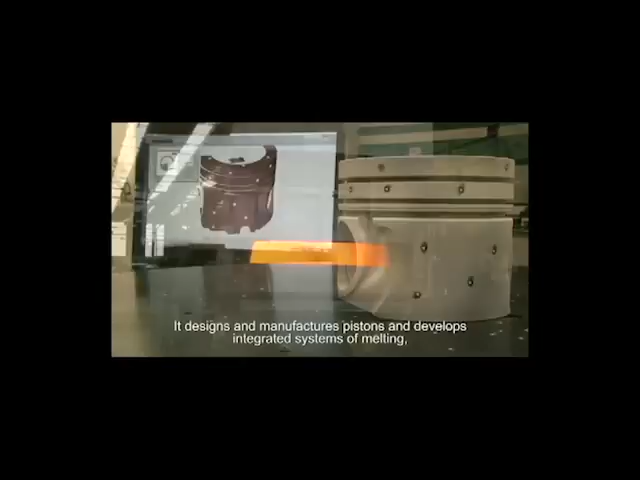 It designs and manufactures pistons and develops
integrated systems of melting,